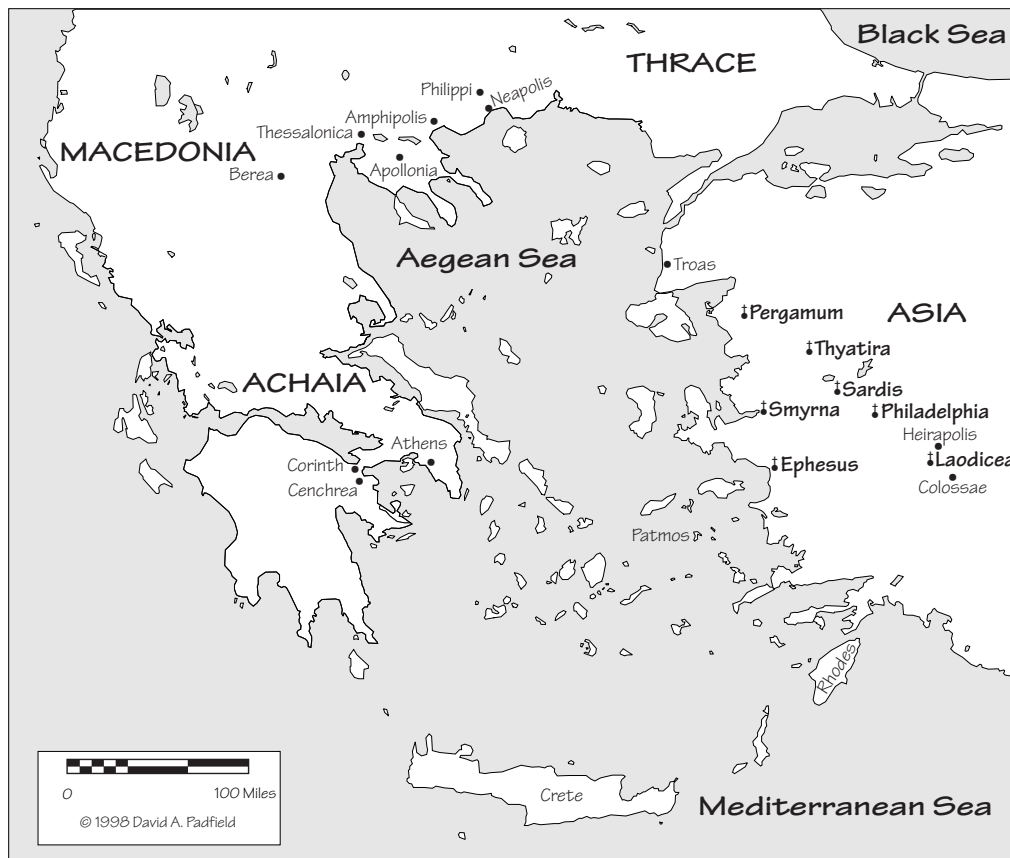 Black Sea
THRACE
Philippi
Neapolis
Amphipolis
Thessalonica
MACEDONIA
Apollonia
Berea
Aegean Sea
Troas
‡Pergamum
ASIA
‡Thyatira
‡Sardis
ACHAIA
‡Smyrna
‡Philadelphia
Heirapolis
Athens
Corinth
‡Ephesus
‡Laodicea
Cenchrea
Colossae
Patmos
Rhodes
Crete
Mediterranean Sea
0 100 Miles
© 1998 David A. Padfield